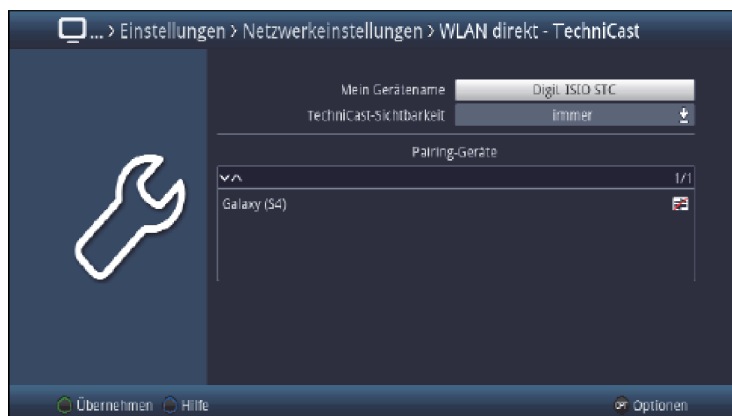 ... > Einstellungen > Netzwerkeinstellungen > WLAN direkt - TechniCast
Mein Gerätename Digit ISIO STC
TechniCast-Sichtbarkeit immer
Pairing-Geräte
1/1
Galaxy (S4)
Übernehmen Hilfe OPT Optionen